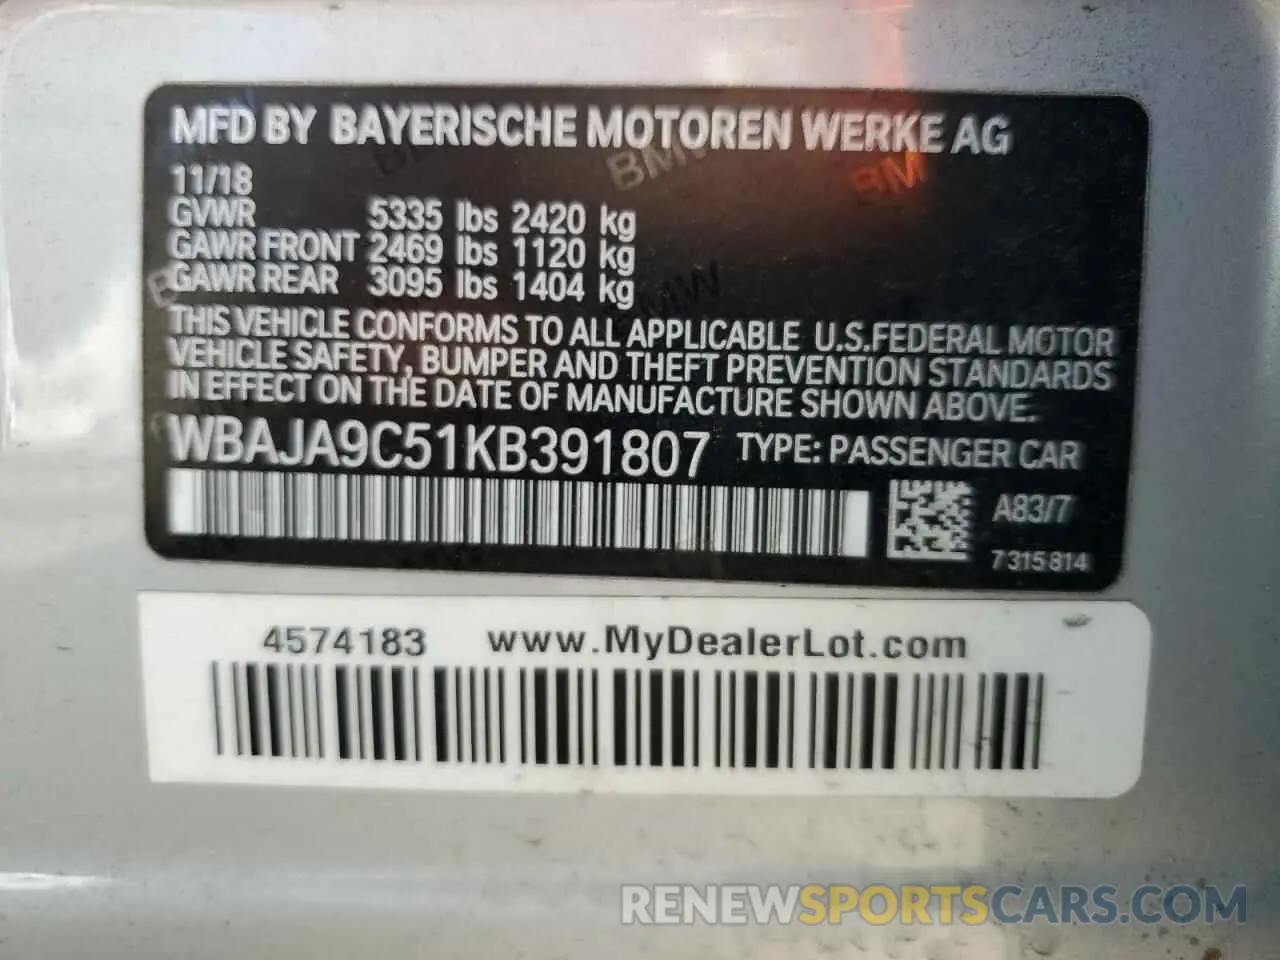 MFD BY BAYERISCHE MOTOREN WERKE AG
11/18
GVWR 5335 lbs 2420 kg
GAWR FRONT 2469 lbs 1120 kg
GAWR REAR 3095 lbs 1404 kg
THIS VEHICLE CONFORMS TO ALL APPLICABLE U.S.FEDERAL MOTOR
VEHICLE SAFETY, BUMPER AND THEFT PREVENTION STANDARDS
IN EFFECT ON THE DATE OF MANUFACTURE SHOWN ABOVE.
WBAJA9C51KB391807 TYPE: PASSENGER CAR
A83/7
7315814
4574183 www.MyDealerLot.com
RENEWSPORTSCARS.COM